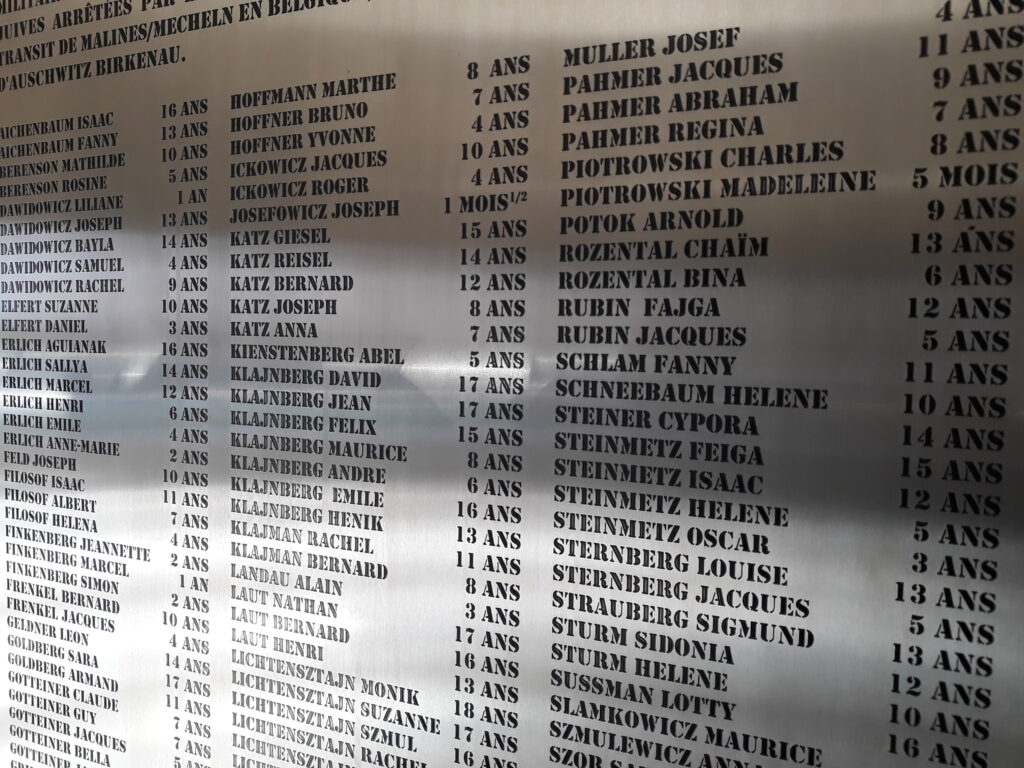 JUIVES ARRÊTÉES PAR
TRANSIT DE MALINES/MECHELN EN BELGIQUE,
D'AUSCHWITZ BIRKENAU.
AICHENBAUM ISAAC 16 ANS
AICHENBAUM FANNY 13 ANS
BERENSON MATHILDE 10 ANS
BERENSON ROSINE 5 ANS
DAWIDOWICZ LILIANE 1 AN
DAWIDOWICZ JOSEPH 13 ANS
DAWIDOWICZ BAYLA 14 ANS
DAWIDOWICZ SAMUEL 4 ANS
DAWIDOWICZ RACHEL 9 ANS
ELFERT SUZANNE 10 ANS
ELFERT DANIEL 3 ANS
ERLICH AGUIANAK 16 ANS
ERLICH SALLYA 14 ANS
ERLICH MARCEL 12 ANS
ERLICH HENRI 6 ANS
ERLICH EMILE 4 ANS
ERLICH ANNE-MARIE 2 ANS
FELD JOSEPH 10 ANS
FILOSOF ISAAC 11 ANS
FILOSOF ALBERT 7 ANS
FILOSOF HELENA 4 ANS
FINKENBERG JEANNETTE 2 ANS
FINKENBERG MARCEL 1 AN
FINKENBERG SIMON 2 ANS
FRENKEL BERNARD 10 ANS
FRENKEL JACQUES 4 ANS
GELDNER LEON 14 ANS
GOLDBERG SARA 17 ANS
GOLDBERG ARMAND 11 ANS
GOTTEINER CLAUDE 7 ANS
GOTTEINER GUY 7 ANS
GOTTEINER JACQUES 5 ANS
GOTTEINER BELLA
GOTTEINER
HOFFMANN MARTHE 8 ANS
HOFFNER BRUNO 7 ANS
HOFFNER YVONNE 4 ANS
ICKOWICZ JACQUES 10 ANS
ICKOWICZ ROGER 4 ANS
JOSEFOWICZ JOSEPH 1 MOIS 1/2
KATZ GIESEL 15 ANS
KATZ REISEL 14 ANS
KATZ BERNARD 12 ANS
KATZ JOSEPH 8 ANS
KATZ ANNA 7 ANS
KIENSTENBERG ABEL 5 ANS
KLAJNBERG DAVID 17 ANS
KLAJNBERG JEAN 17 ANS
KLAJNBERG FELIX 15 ANS
KLAJNBERG MAURICE 8 ANS
KLAJNBERG ANDRE 6 ANS
KLAJNBERG EMILE 16 ANS
KLAJNBERG HENIK 13 ANS
KLAJMAN RACHEL 11 ANS
KLAJMAN BERNARD 8 ANS
LANDAU ALAIN 3 ANS
LAUT NATHAN 17 ANS
LAUT BERNARD 16 ANS
LAUT HENRI 13 ANS
LICHTENSZTAJN MONIK 18 ANS
LICHTENSZTAJN SUZANNE 17 ANS
LICHTENSZTAJN SZMUL 16 ANS
LICHTENSZTAJN RACHEL
MULLER JOSEF 4 ANS
PAHMER JACQUES 11 ANS
PAHMER ABRAHAM 9 ANS
PAHMER REGINA 7 ANS
PIOTROWSKI CHARLES 8 ANS
PIOTROWSKI MADELEINE 5 MOIS
POTOK ARNOLD 9 ANS
ROZENTAL CHAÏM 13 ANS
ROZENTAL BINA 6 ANS
RUBIN FAJGA 12 ANS
RUBIN JACQUES 5 ANS
SCHLAM FANNY 11 ANS
SCHNEEBAUM HELENE 10 ANS
STEINER CYPORA 14 ANS
STEINMETZ FEIGA 15 ANS
STEINMETZ ISAAC 12 ANS
STEINMETZ HELENE 5 ANS
STEINMETZ OSCAR 3 ANS
STERNBERG LOUISE 13 ANS
STERNBERG JACQUES 5 ANS
STRAUBERG SIGMUND 13 ANS
STURM SIDONIA 12 ANS
STURM HELENE 10 ANS
SUSSMAN LOTTY 16 ANS
SLAMKOWICZ MAURICE
SZMULEWICZ ANNA
SZOR